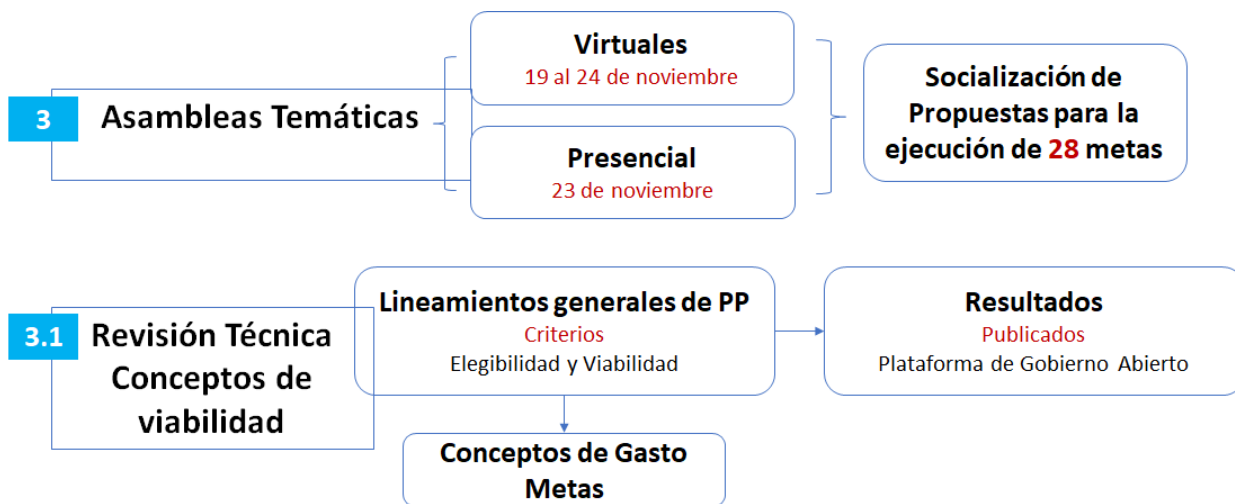 3
Asambleas Temáticas
Virtuales
19 al 24 de noviembre
Presencial
23 de noviembre
Socialización de
Propuestas para la
ejecución de 28 metas
3.1
Revisión Técnica
Conceptos de
viabilidad
Lineamientos generales de PP
Criterios
Elegibilidad y Viabilidad
Resultados
Publicados
Plataforma de Gobierno Abierto
Conceptos de Gasto
Metas